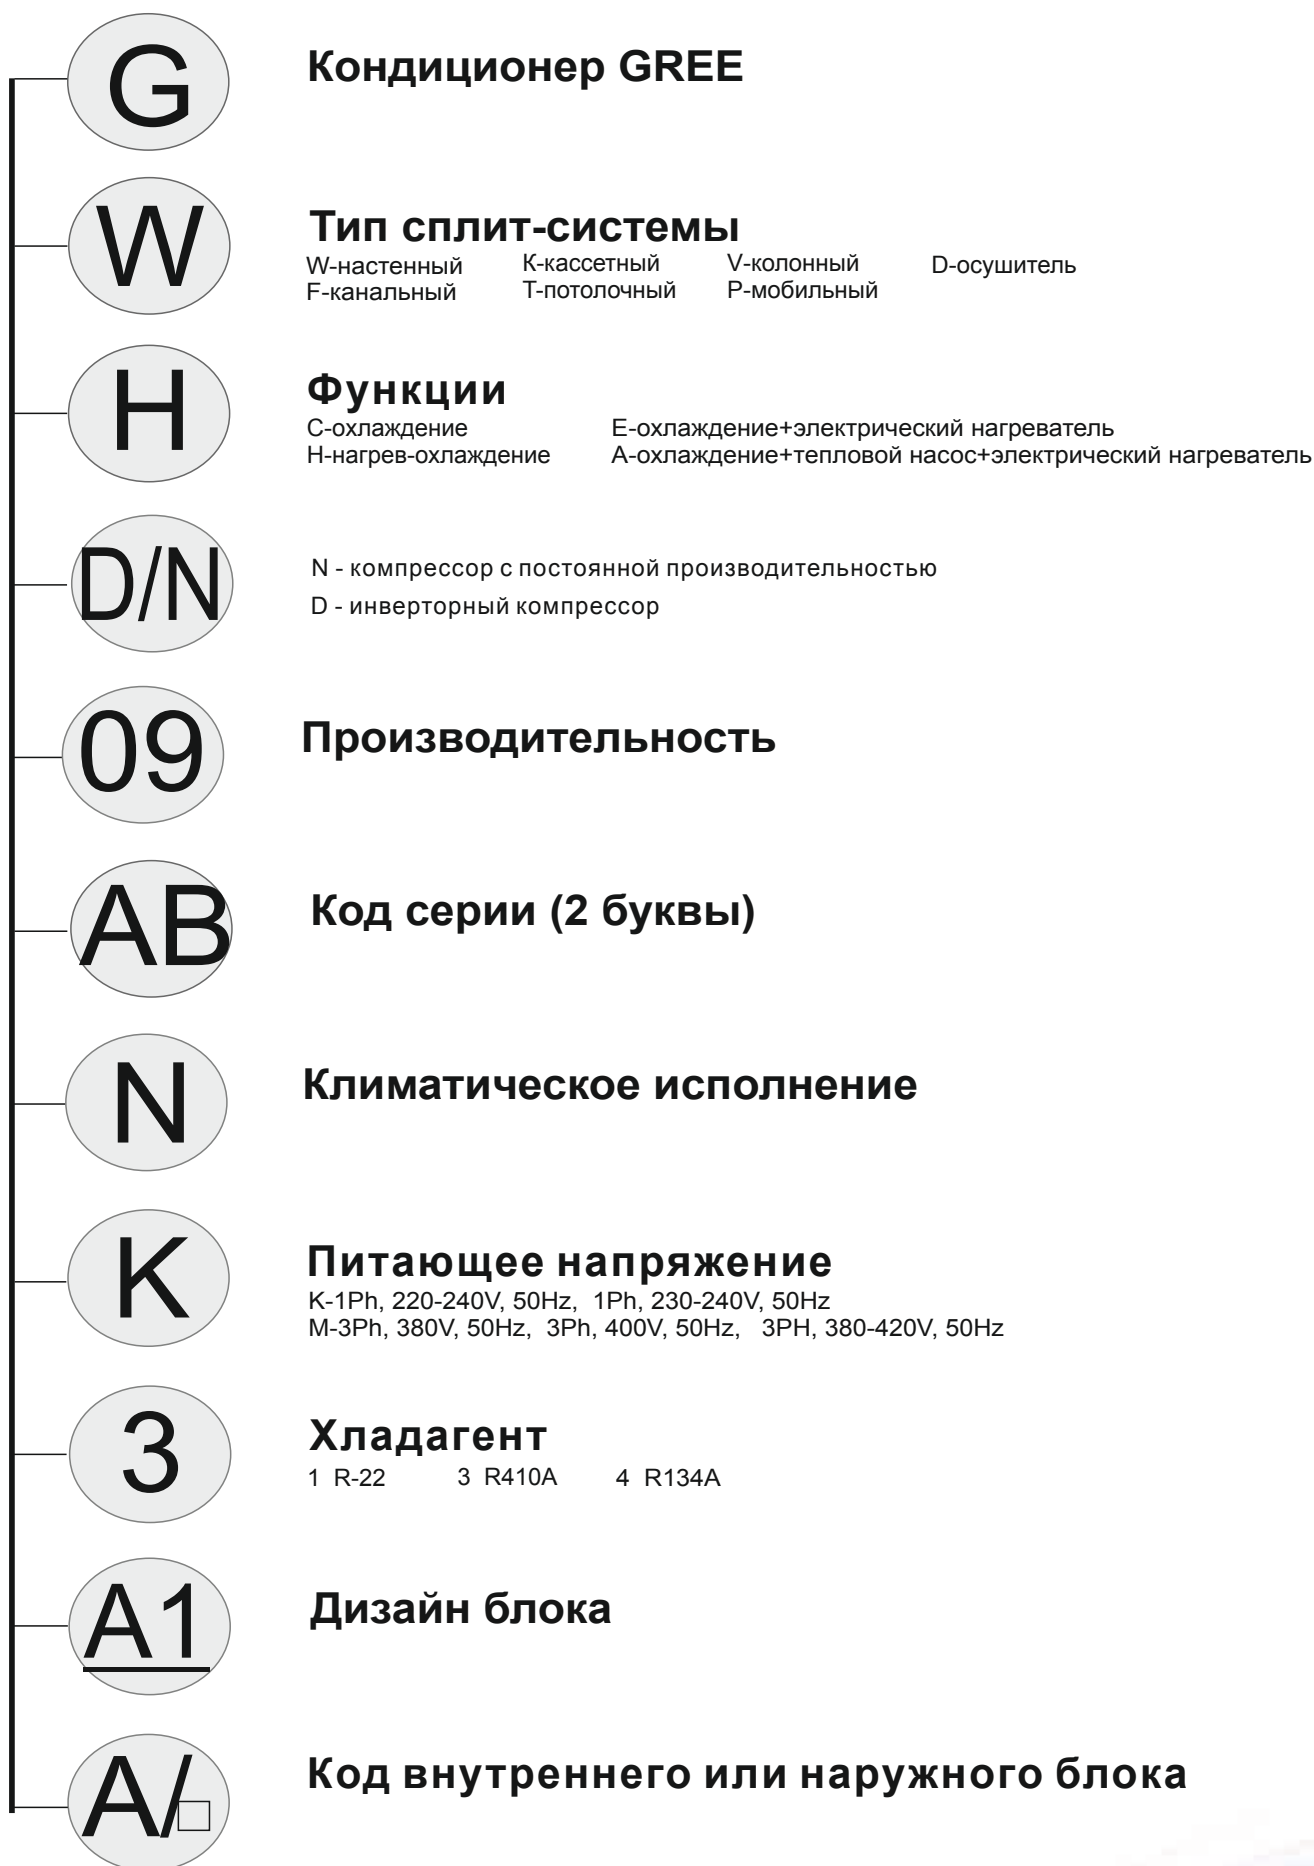 G
Кондиционер GREE
W
Тип сплит-системы
W-настенный К-кассетный V-колонный D-осушитель
F-канальный Т-потолочный Р-мобильный
H
Функции
С-охлаждение Е-охлаждение+электрический нагреватель
Н-нагрев-охлаждение А-охлаждение+тепловой насос+электрический нагреватель
D/N
N - компрессор с постоянной производительностью
D - инверторный компрессор
09
Производительность
AB
Код серии (2 буквы)
N
Климатическое исполнение
K
Питающее напряжение
K-1Ph, 220-240V, 50Hz, 1Ph, 230-240V, 50Hz
M-3Ph, 380V, 50Hz, 3Ph, 400V, 50Hz, 3PH, 380-420V, 50Hz
3
Хладагент
1 R-22 3 R410A 4 R134A
A1
Дизайн блока
A/□
Код внутреннего или наружного блока